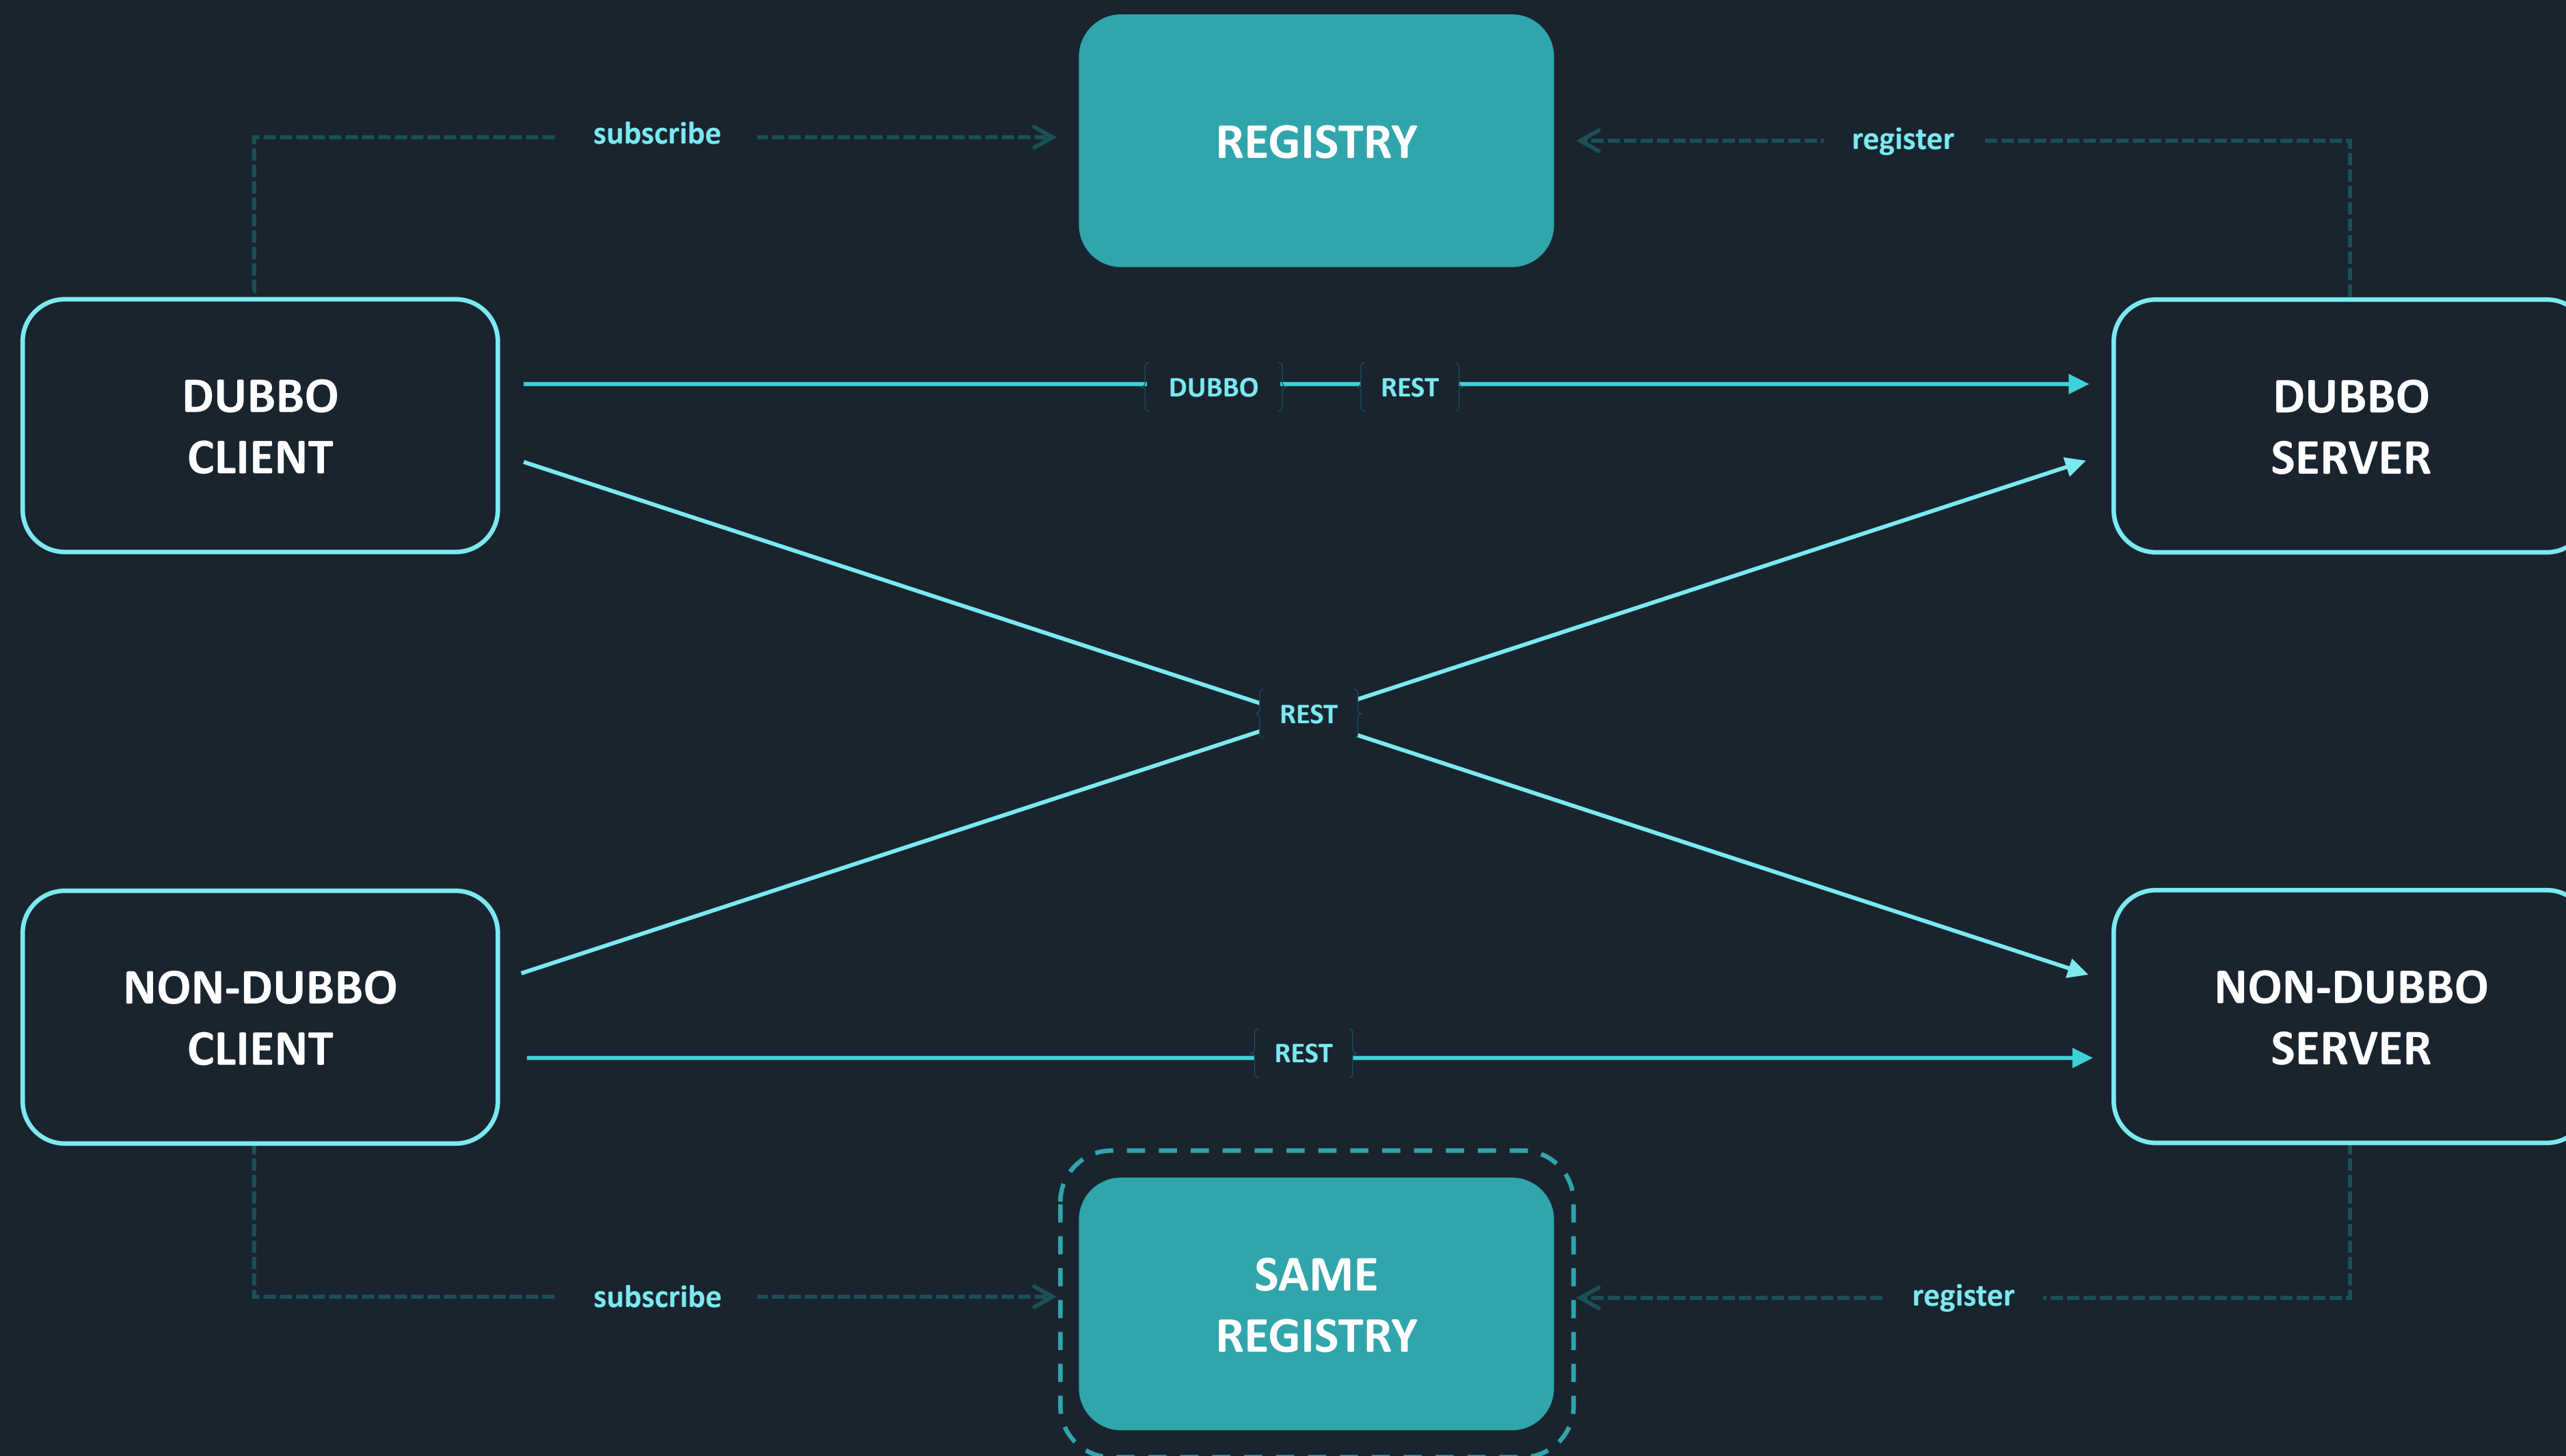 REGISTRY
subscribe
register
DUBBO
CLIENT
DUBBO
REST
DUBBO
SERVER
REST
NON-DUBBO
CLIENT
REST
NON-DUBBO
SERVER
subscribe
SAME
REGISTRY
register